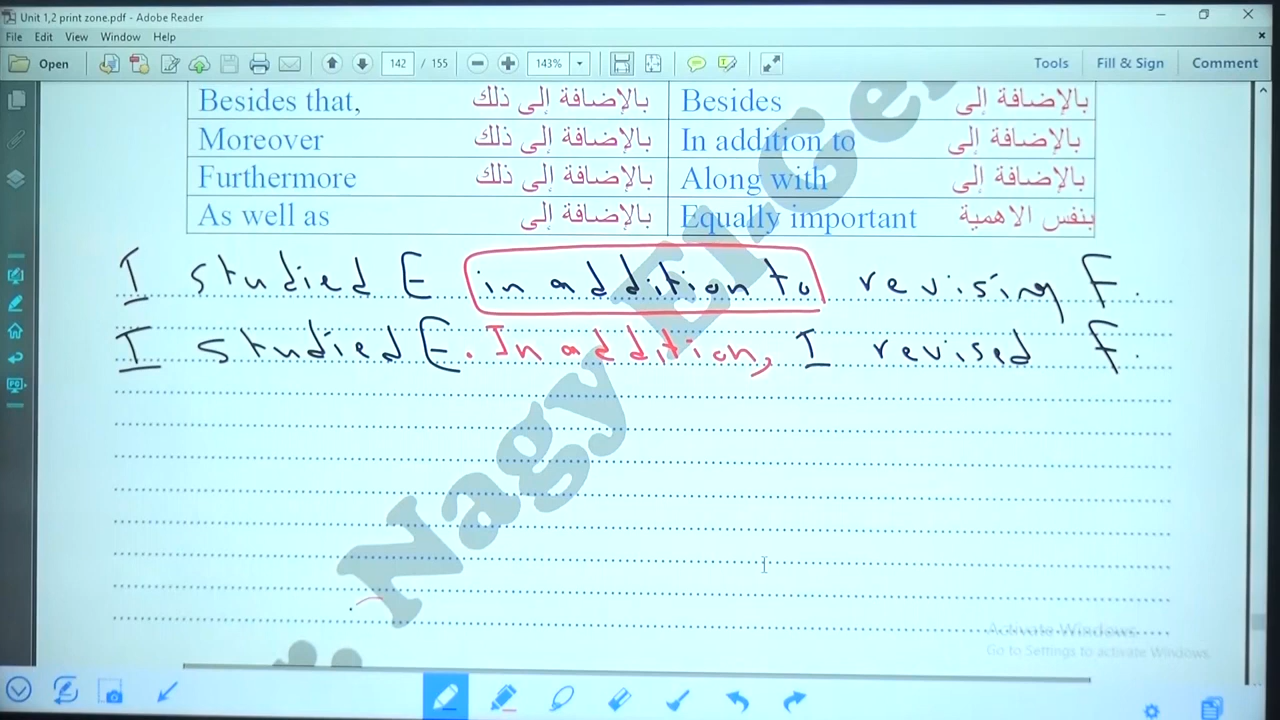 Unit 1,2 print zone.pdf - Adobe Reader
File Edit View Window Help
Open 142 / 155 143% Tools Fill & Sign Comment
Besides that, بالإضافة إلى ذلك Besides بالإضافة إلى
Moreover بالإضافة إلى ذلك In addition to بالإضافة إلى
Furthermore بالإضافة إلى ذلك Along with بالإضافة إلى
As well as بالإضافة إلى Equally important بنفس الاهمية
I studied E in addition to revising F.
I studied E. In addition, I revised F.
Nagy El-Ge
Activate Windows
Go to Settings to activate Windows.